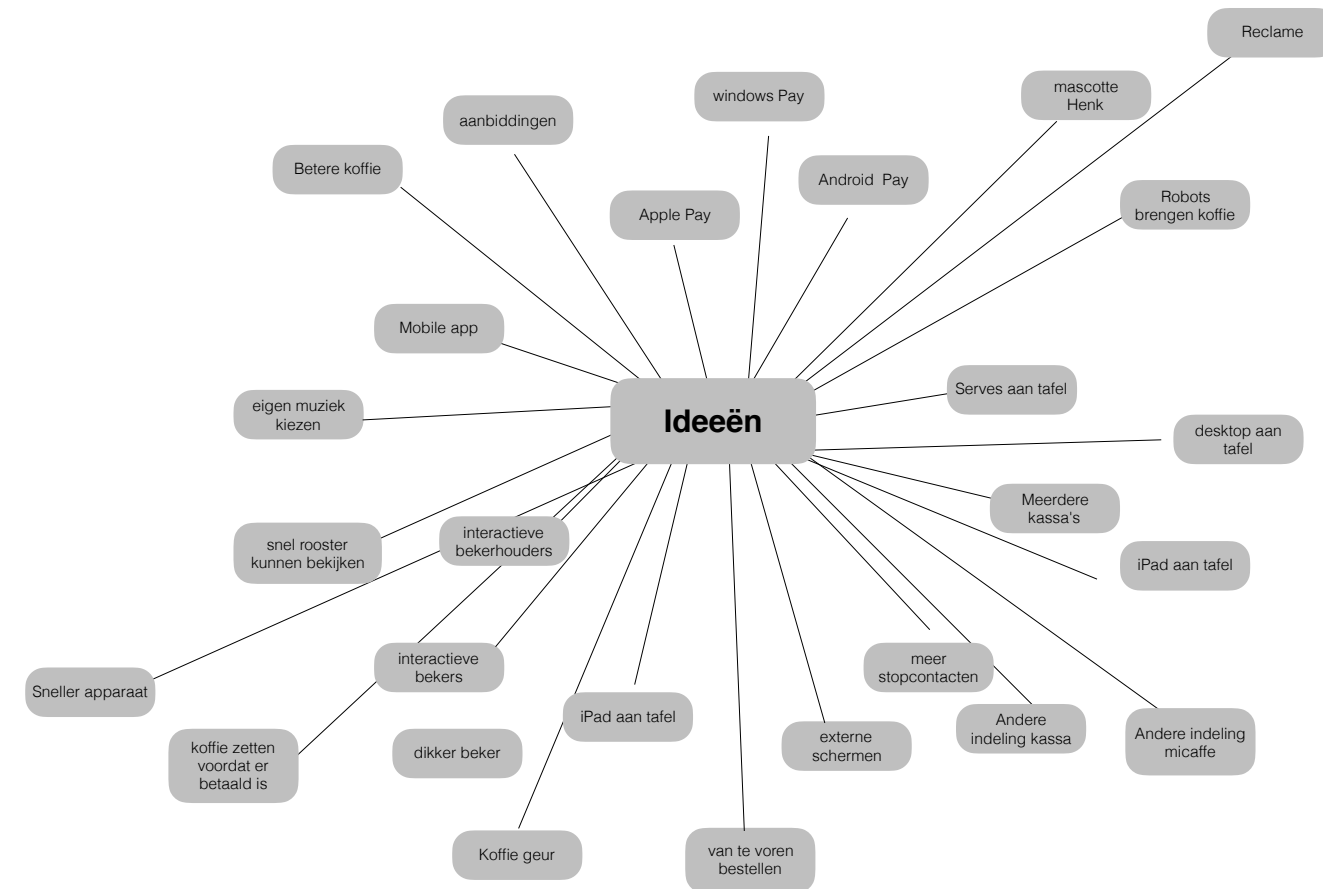 Reclame
windows Pay
mascotte
Henk
aanbiddingen
Betere koffie
Android  Pay
Robots
brengen koffie
Apple Pay
Mobile app
Serves aan tafel
eigen muziek
kiezen
Ideeën
desktop aan
tafel
Meerdere
kassa's
interactieve
bekerhouders
snel rooster
kunnen bekijken
iPad aan tafel
interactieve
bekers
meer
stopcontacten
Sneller apparaat
iPad aan tafel
Andere
indeling kassa
Andere indeling
micaffe
externe
schermen
koffie zetten
voordat er
betaald is
dikker beker
Koffie geur
van te voren
bestellen